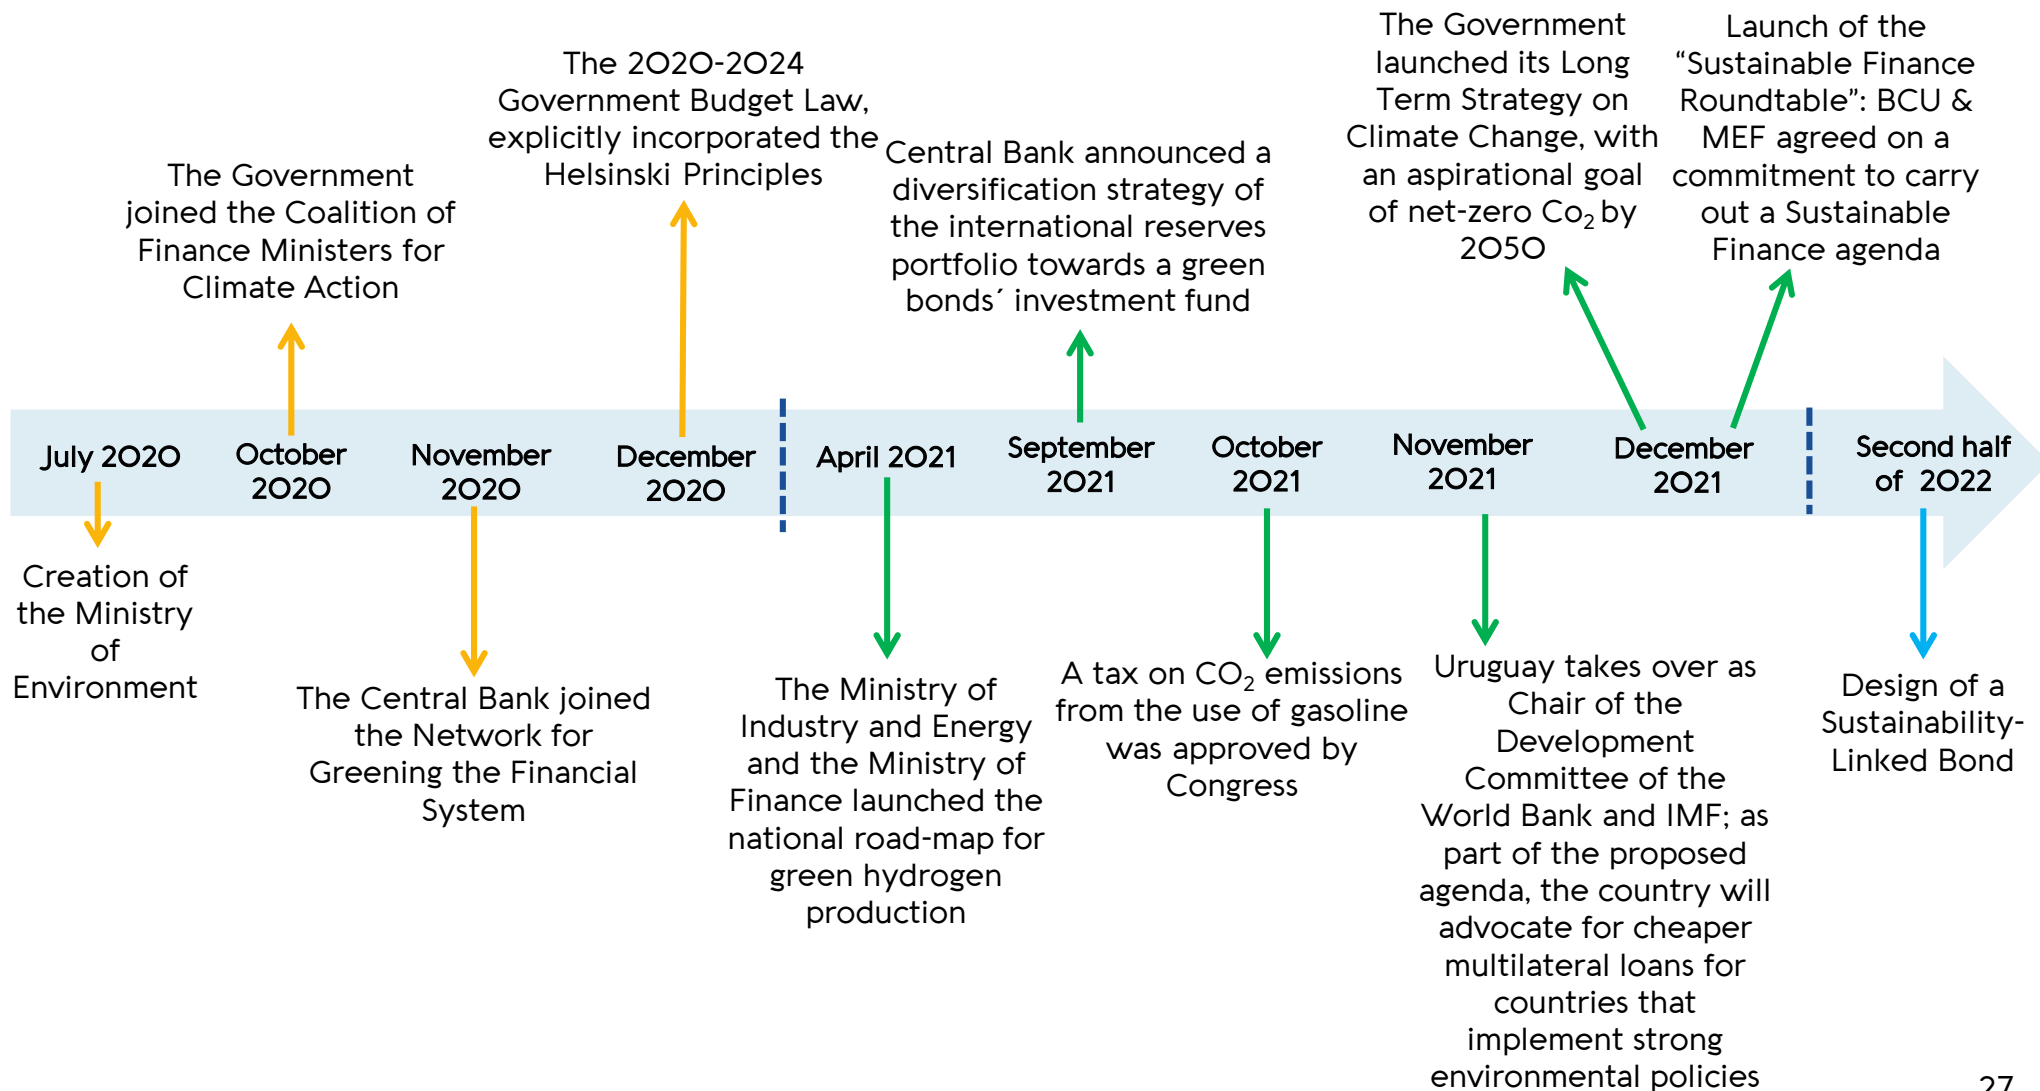 The Government
joined the Coalition of
Finance Ministers for
Climate Action
The 2020-2024
Government Budget Law,
explicitly incorporated the
Helsinski Principles
Central Bank announced a
diversification strategy of
the international reserves
portfolio towards a green
bonds´ investment fund
The Government
launched its Long
Term Strategy on
Climate Change, with
an aspirational goal
of net-zero Co₂ by
2050
Launch of the
“Sustainable Finance
Roundtable”: BCU &
MEF agreed on a
commitment to carry
out a Sustainable
Finance agenda
July 2020
October
2020
November
2020
December
2020
April 2021
September
2021
October
2021
November
2021
December
2021
Second half
of 2022
Creation of
the Ministry
of
Environment
The Central Bank joined
the Network for
Greening the Financial
System
The Ministry of
Industry and Energy
and the Ministry of
Finance launched the
national road-map for
green hydrogen
production
A tax on CO₂ emissions
from the use of gasoline
was approved by
Congress
Uruguay takes over as
Chair of the
Development
Committee of the
World Bank and IMF; as
part of the proposed
agenda, the country will
advocate for cheaper
multilateral loans for
countries that
implement strong
environmental policies
Design of a
Sustainability-
Linked Bond
27